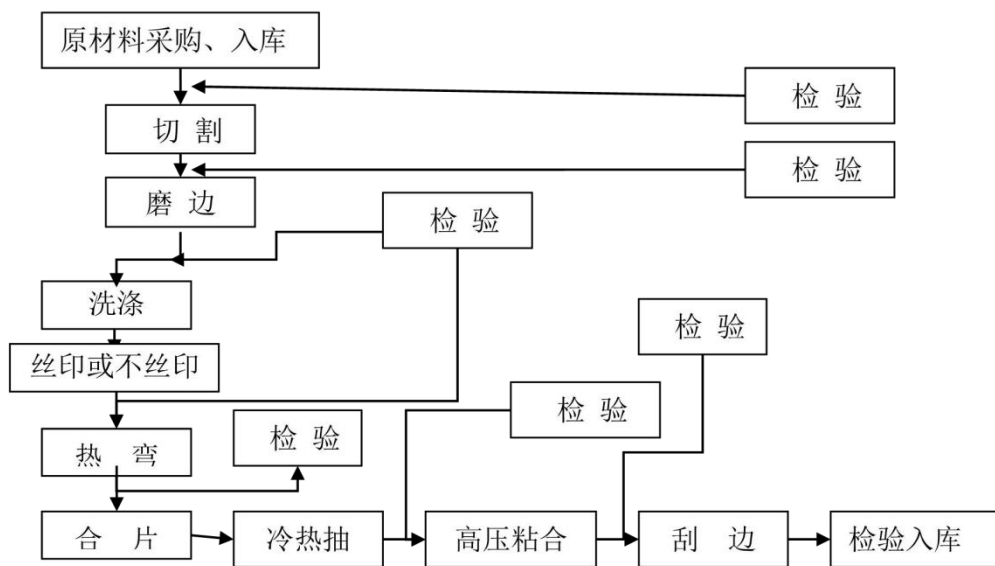 原材料采购、入库
检 验
切 割
检 验
磨 边
检 验
洗涤
检 验
丝印或不丝印
检 验
检 验
热 弯
合 片
冷热抽
高压粘合
刮 边
检验入库